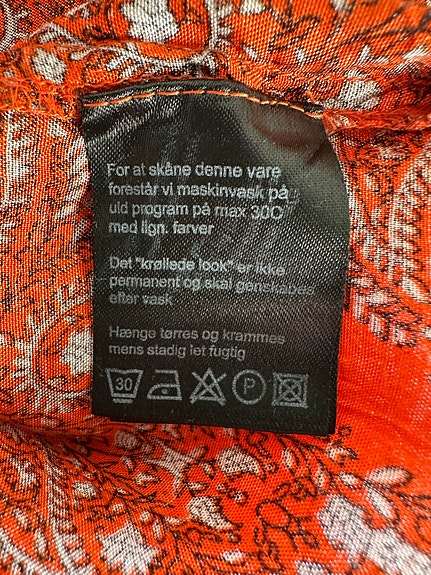 For at skåne denne vare
forestår vi maskinvask på
uld program på max 30C
med lign. farver
Det "krøllede look" er ikke
permanent og skal genskabes
efter vask
Hænge tørres og krammes
mens stadig let fugtig
30 P